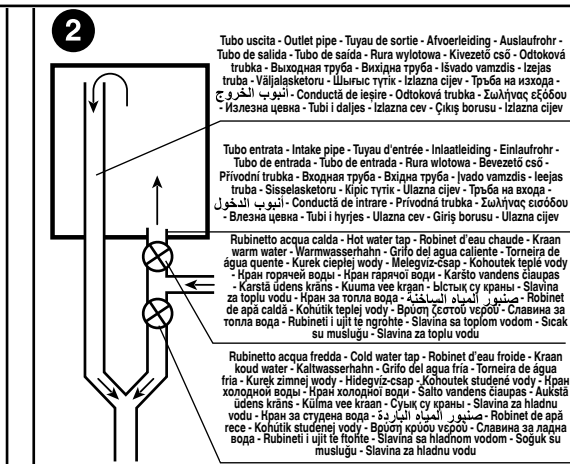 2
Tubo uscita - Outlet pipe - Tuyau de sortie - Afvoerleiding - Auslaufrohr -
Tubo de salida - Tubo de saída - Rura wylotowa - Kivezető cső - Odtoková
trubka - Выходная трубка - Вихідна труба - Išvado vamzdis - Izejas
truba - Väljalasketoru - Шығыс түтік - Izlazna cijev - Тръба на изхода -
أنبوب الخروج - Conductă de ieşire - Odtoková trubka - Σωλήνας εξόδου
- Излезна цевка - Tubi i daljes - Izlazna cev - Çıkış borusu - Izlazna cijev
Tubo entrata - Intake pipe - Tuyau d'entrée - Inlaatleiding - Einlaufrohr -
Tubo de entrada - Tubo de entrada - Rura wlotowa - Bevezető cső -
Přívodní trubka - Входная трубка - Вхідна труба - Įvado vamzdis - Ieejas
truba - Sisselasketoru - Кіріс түтік - Ulazna cijev - Тръба на входа -
أنبوب الدخول - Conductă de intrare - Prívodná trubka - Σωλήνας εισόδου
- Влезна цевка - Tubi i hyrjes - Ulazna cev - Giriş borusu - Ulazna cijev
Rubinetto acqua calda - Hot water tap - Robinet d'eau chaude - Kraan
warm water - Warmwasserhahn - Grifo del agua caliente - Torneira de
água quente - Kurek ciepłej wody - Melegvíz-csap - Kohoutek teplé vody
- Кран горячей воды - Кран гарячої води - Karšto vandens čiaupas
- Karstā ūdens krāns - Kuuma vee kraan - Ыстық су краны - Slavina
za toplu vodu - Кран за топла вода - صنبور المياه الساخنة - Robinet
de apă caldă - Kohútik teplej vody - Βρύση ζεστού νερού - Славина за
топла вода - Rubineti i ujit të ngrohtë - Slavina sa toplom vodom - Sıcak
su musluğu - Slavina za toplu vodu
Rubinetto acqua fredda - Cold water tap - Robinet d'eau froide - Kraan
koud water - Kaltwasserhahn - Grifo del agua fría - Torneira de água
fria - Kurek zimnej wody - Hidegvíz-csap - Kohoutek studené vody - Кран
холодной воды - Кран холодної води - Šalto vandens čiaupas - Aukstā
ūdens krāns - Külma vee kraan - Суық су краны - Slavina za hladnu
vodu - Кран за студена вода - صنبور المياه الباردة - Robinet de apă
rece - Kohútik studenej vody - Βρύση κρύου νερού - Славина за ладна
вода - Rubineti i ujit të ftohtë - Slavina sa hladnom vodom - Soğuk su
musluğu - Slavina za hladnu vodu